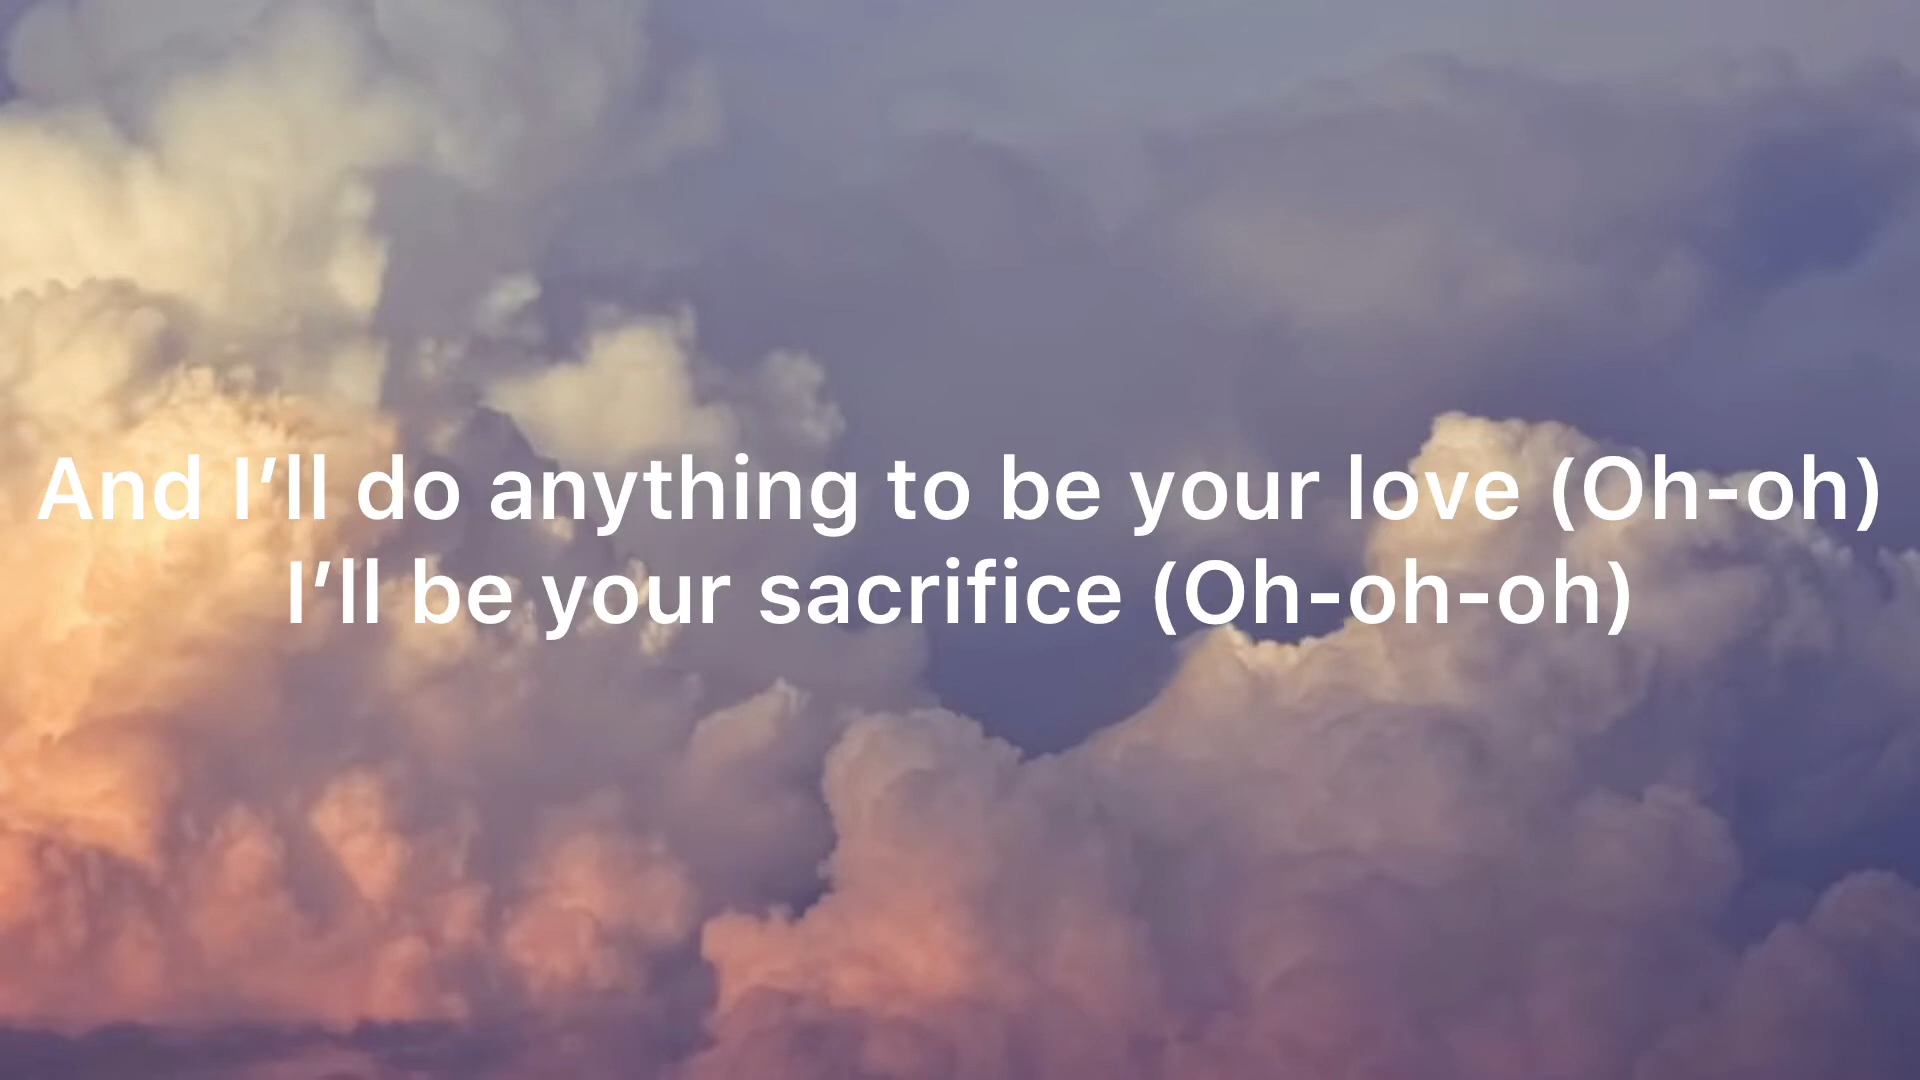 And I’ll do anything to be your love (Oh-oh)
I’ll be your sacrifice (Oh-oh-oh)